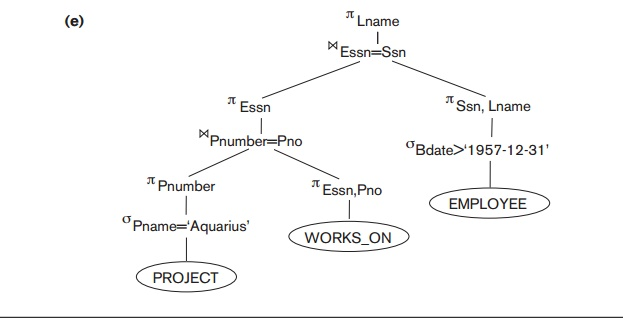 (e)
π Lname
⋈ Essn=Ssn
π Essn
π Ssn, Lname
⋈ Pnumber=Pno
σ Bdate>‘1957-12-31’
π Pnumber
π Essn,Pno
EMPLOYEE
σ Pname=‘Aquarius’
WORKS_ON
PROJECT